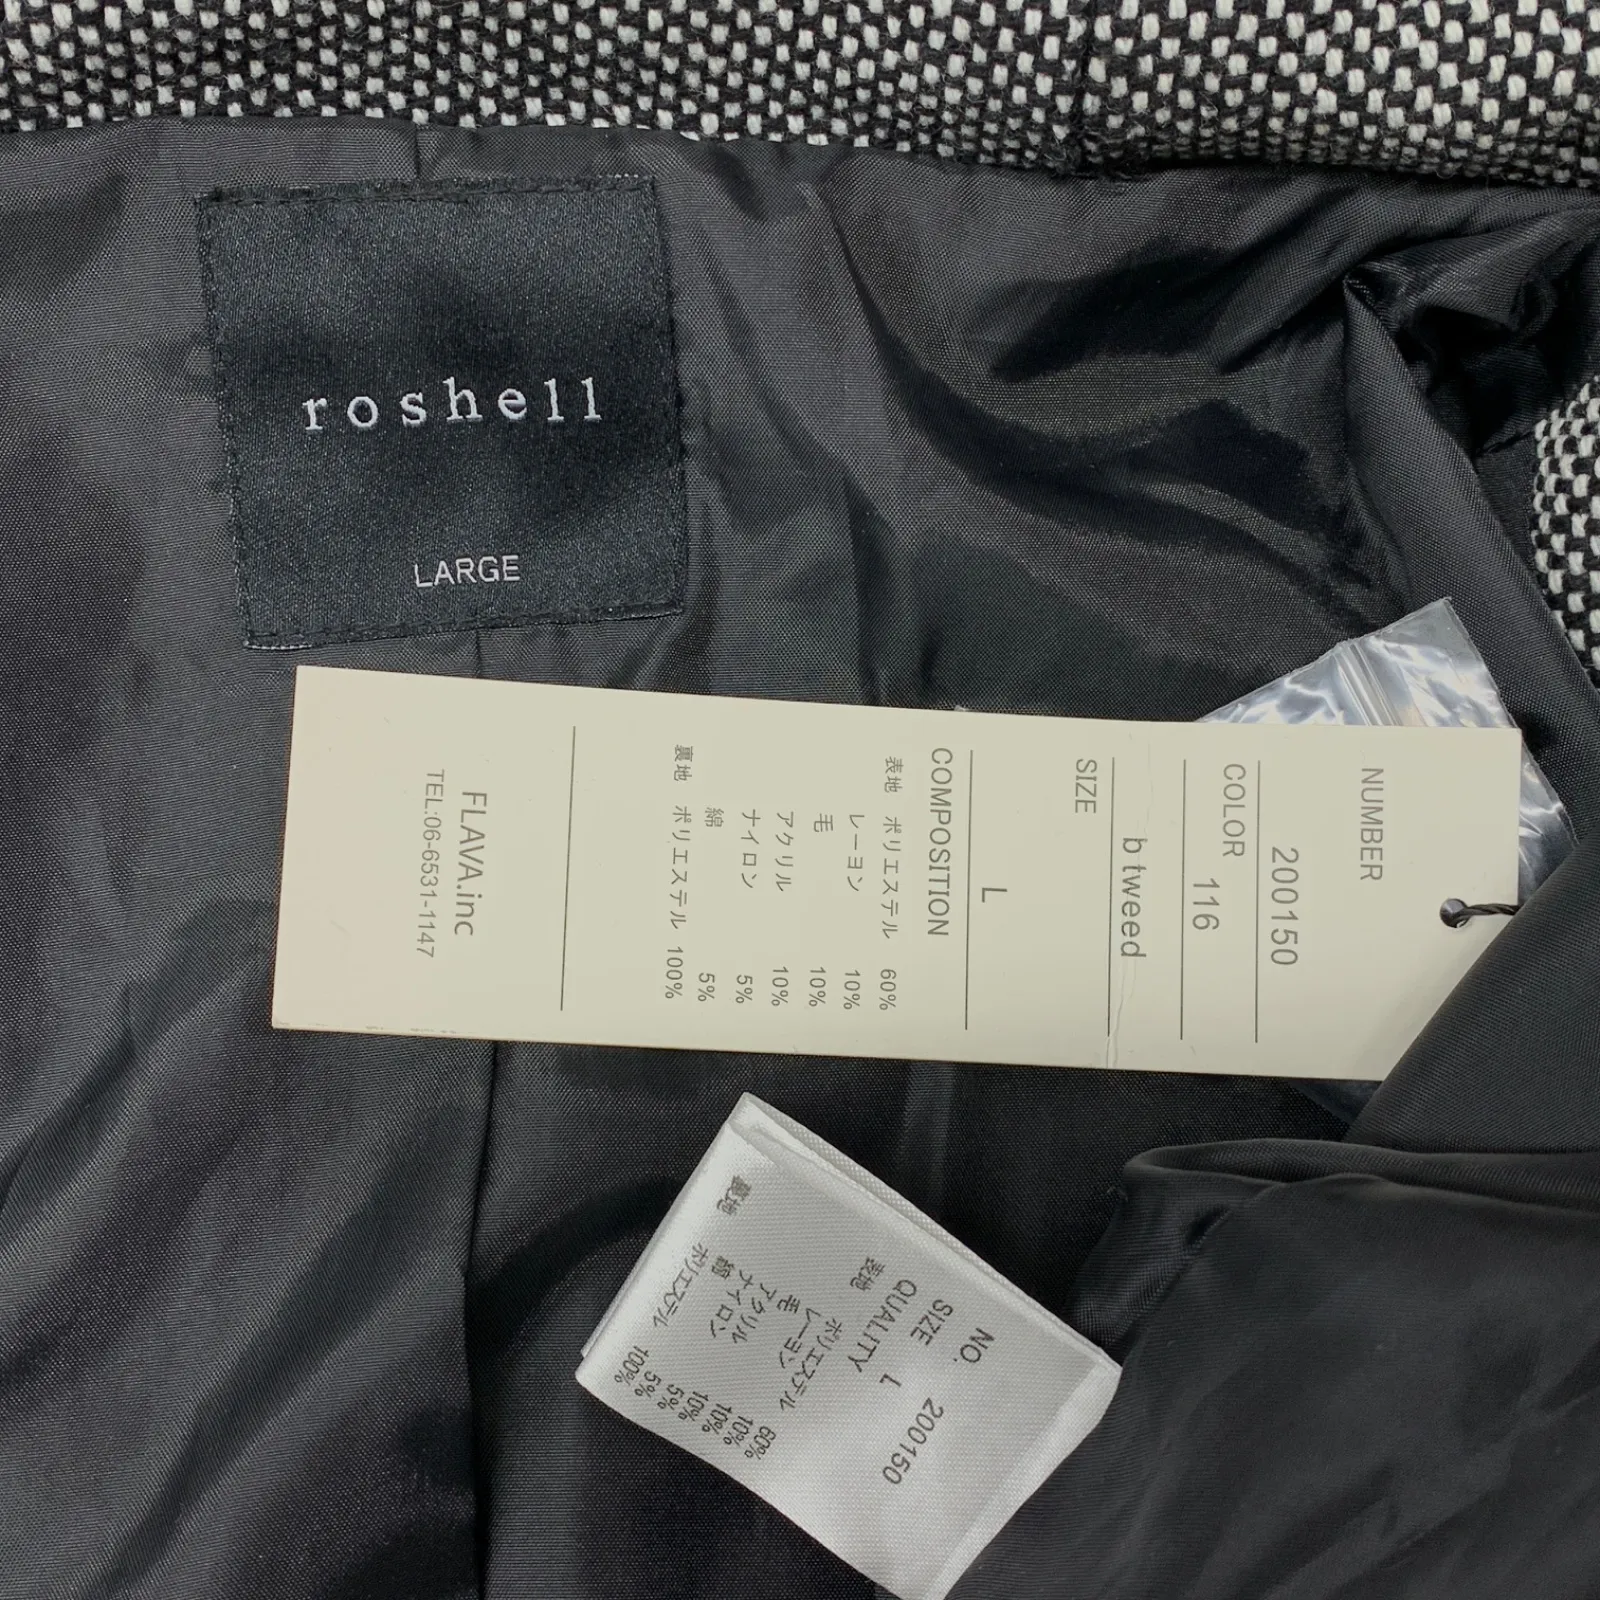 roshell
LARGE
NUMBER
200150
COLOR
116
b tweed
SIZE
L
COMPOSITION
表地 ポリエステル 60%
レーヨン 10%
毛 10%
アクリル 10%
ナイロン 5%
綿 5%
裏地 ポリエステル 100%
FLAVA.inc
TEL:06-6531-1147
NO. 200150
SIZE L
QUALITY
表地 ポリエステル 60%
レーヨン 10%
毛 10%
アクリル 10%
ナイロン 5%
綿 5%
裏地 ポリエステル 100%